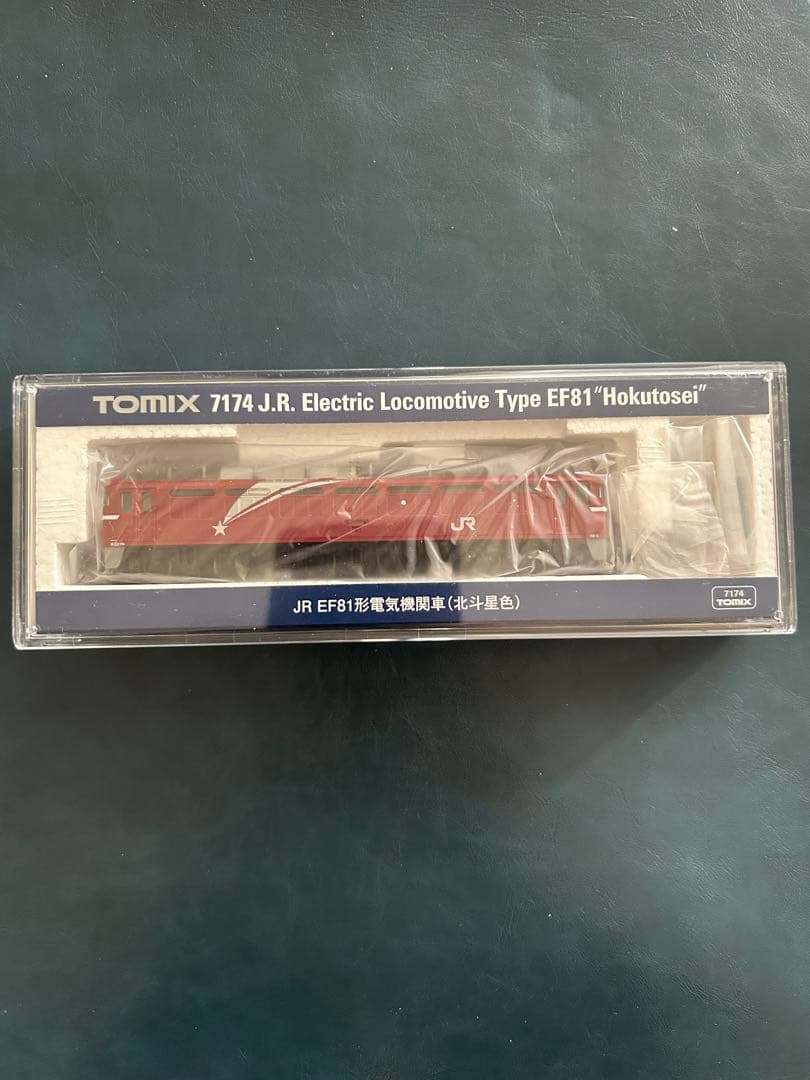 TOMIX 7174 J.R. Electric Locomotive Type EF81 "Hokutosei"
JR
JR EF81形電気機関車(北斗星色)
7174
TOMIX